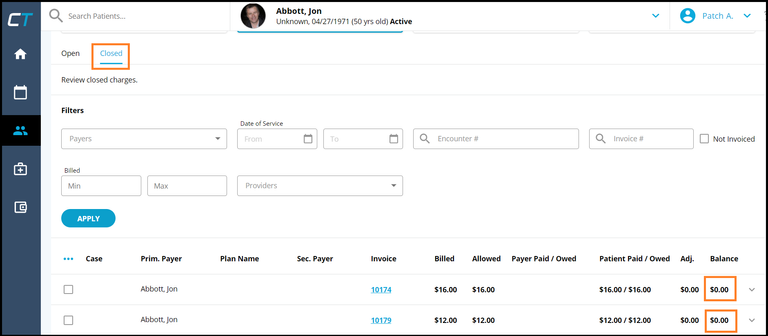 CT
Search Patients...
Abbott, Jon
Unknown, 04/27/1971 (50 yrs old) Active
Patch A.
Open Closed
Review closed charges.
Filters
Date of Service
Payers From To Encounter # Invoice # Not Invoiced
Billed
Min Max Providers
APPLY
Case Prim. Payer Plan Name Sec. Payer Invoice Billed Allowed Payer Paid / Owed Patient Paid / Owed Adj. Balance
Abbott, Jon 10174 $16.00 $16.00 $16.00 / $16.00 $0.00 $0.00
Abbott, Jon 10179 $12.00 $12.00 $12.00 / $12.00 $0.00 $0.00